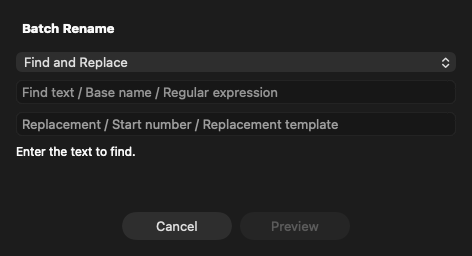 Batch Rename
Find and Replace
Find text / Base name / Regular expression
Replacement / Start number / Replacement template
Enter the text to find.
Cancel
Preview